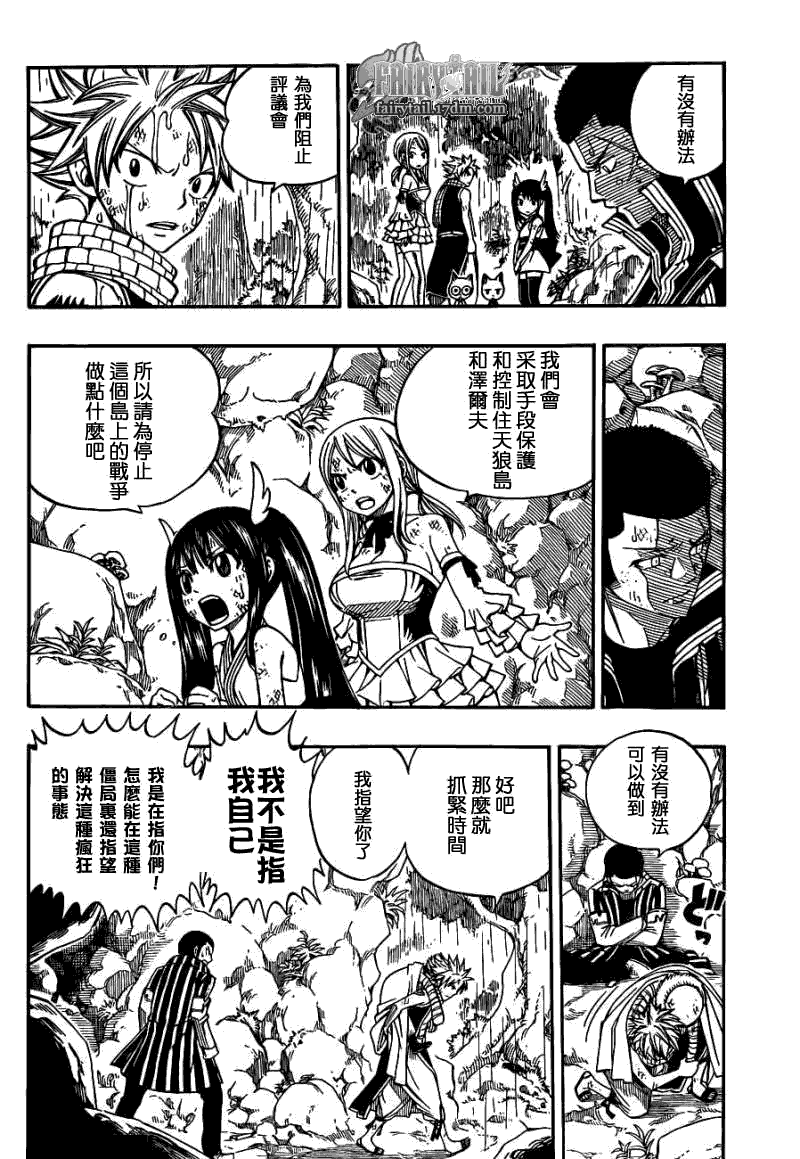 有沒有辦法
FAIRY TAIL
fairytail.17dm.com
為我們阻止
評議會
我們會
采取手段保護
和控制住天狼島
和澤爾夫
所以請為停止
這個島上的戰爭
做點什麼吧
有沒有辦法
可以做到
どーっ
好吧
那麼就
抓緊時間
我指望你了
我不是指
我自己
我是在指你們！
怎麼能在這種
僵局裏還指望
解決這種瘋狂
的事態